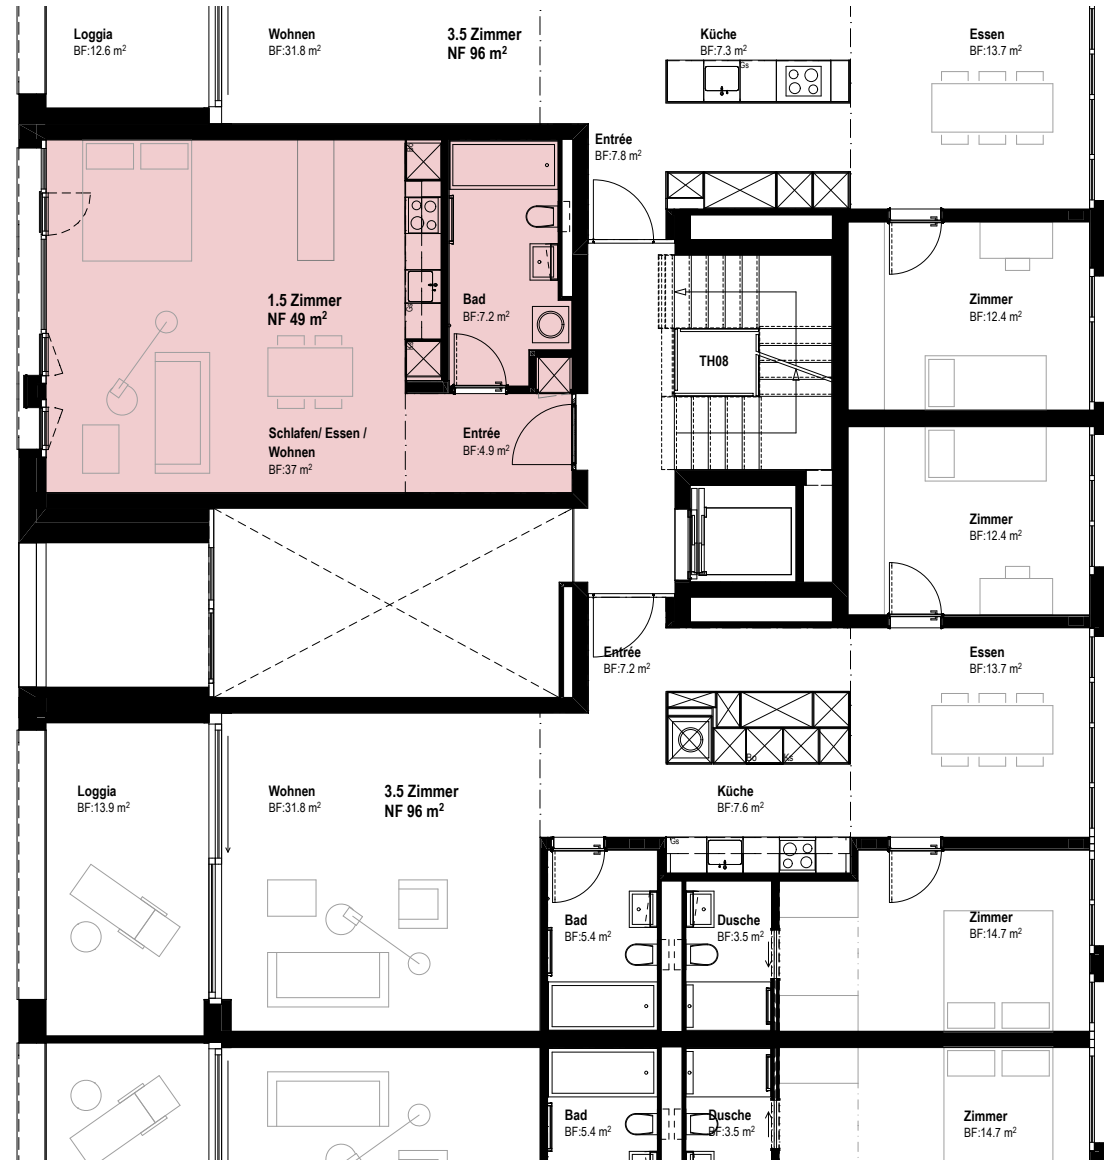 Loggia
BF:12.6 m²
Wohnen
BF:31.8 m²
3.5 Zimmer
NF 96 m²
Küche
BF:7.3 m²
Gs
Essen
BF:13.7 m²
Entrée
BF:7.8 m²
1.5 Zimmer
NF 49 m²
Bad
BF:7.2 m²
Gs
TH08
Zimmer
BF:12.4 m²
Schlafen/ Essen /
Wohnen
BF:37 m²
Entrée
BF:4.9 m²
Zimmer
BF:12.4 m²
Entrée
BF:7.2 m²
Essen
BF:13.7 m²
Bo
Ks
Loggia
BF:13.9 m²
Wohnen
BF:31.8 m²
3.5 Zimmer
NF 96 m²
Küche
BF:7.6 m²
Gs
Bad
BF:5.4 m²
Dusche
BF:3.5 m²
Zimmer
BF:14.7 m²
Bad
BF:5.4 m²
Dusche
BF:3.5 m²
Zimmer
BF:14.7 m²